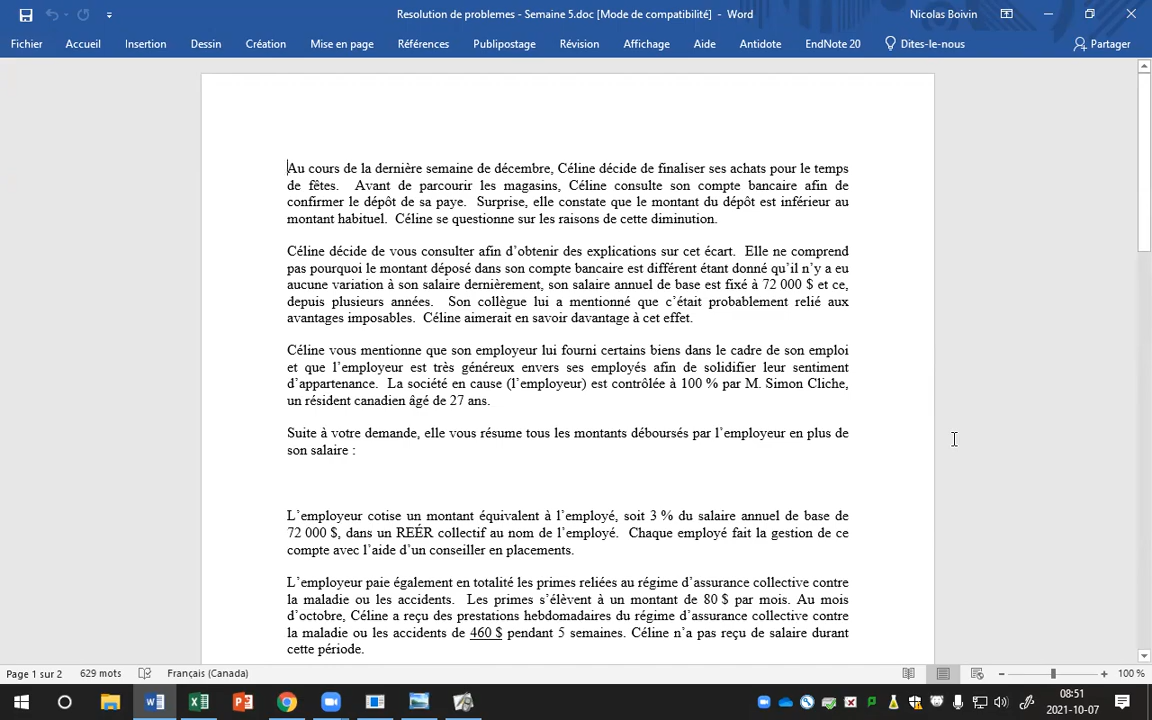 Resolution de problemes - Semaine 5.doc [Mode de compatibilité] - Word
Nicolas Boivin
Fichier Accueil Insertion Dessin Création Mise en page Références Publipostage Révision Affichage Aide Antidote EndNote 20 Dites-le-nous Partager
Au cours de la dernière semaine de décembre, Céline décide de finaliser ses achats pour le temps
de fêtes. Avant de parcourir les magasins, Céline consulte son compte bancaire afin de
confirmer le dépôt de sa paye. Surprise, elle constate que le montant du dépôt est inférieur au
montant habituel. Céline se questionne sur les raisons de cette diminution.
Céline décide de vous consulter afin d’obtenir des explications sur cet écart. Elle ne comprend
pas pourquoi le montant déposé dans son compte bancaire est différent étant donné qu’il n’y a eu
aucune variation à son salaire dernièrement, son salaire annuel de base est fixé à 72 000 $ et ce,
depuis plusieurs années. Son collègue lui a mentionné que c’était probablement relié aux
avantages imposables. Céline aimerait en savoir davantage à cet effet.
Céline vous mentionne que son employeur lui fourni certains biens dans le cadre de son emploi
et que l’employeur est très généreux envers ses employés afin de solidifier leur sentiment
d’appartenance. La société en cause (l’employeur) est contrôlée à 100 % par M. Simon Cliche,
un résident canadien âgé de 27 ans.
Suite à votre demande, elle vous résume tous les montants déboursés par l’employeur en plus de
son salaire :
L’employeur cotise un montant équivalent à l’employé, soit 3 % du salaire annuel de base de
72 000 $, dans un REÉR collectif au nom de l’employé. Chaque employé fait la gestion de ce
compte avec l’aide d’un conseiller en placements.
L’employeur paie également en totalité les primes reliées au régime d’assurance collective contre
la maladie ou les accidents. Les primes s’élèvent à un montant de 80 $ par mois. Au mois
d’octobre, Céline a reçu des prestations hebdomadaires du régime d’assurance collective contre
la maladie ou les accidents de 460 $ pendant 5 semaines. Céline n’a pas reçu de salaire durant
cette période.
Page 1 sur 2 629 mots Français (Canada) 100 %
08:51
2021-10-07